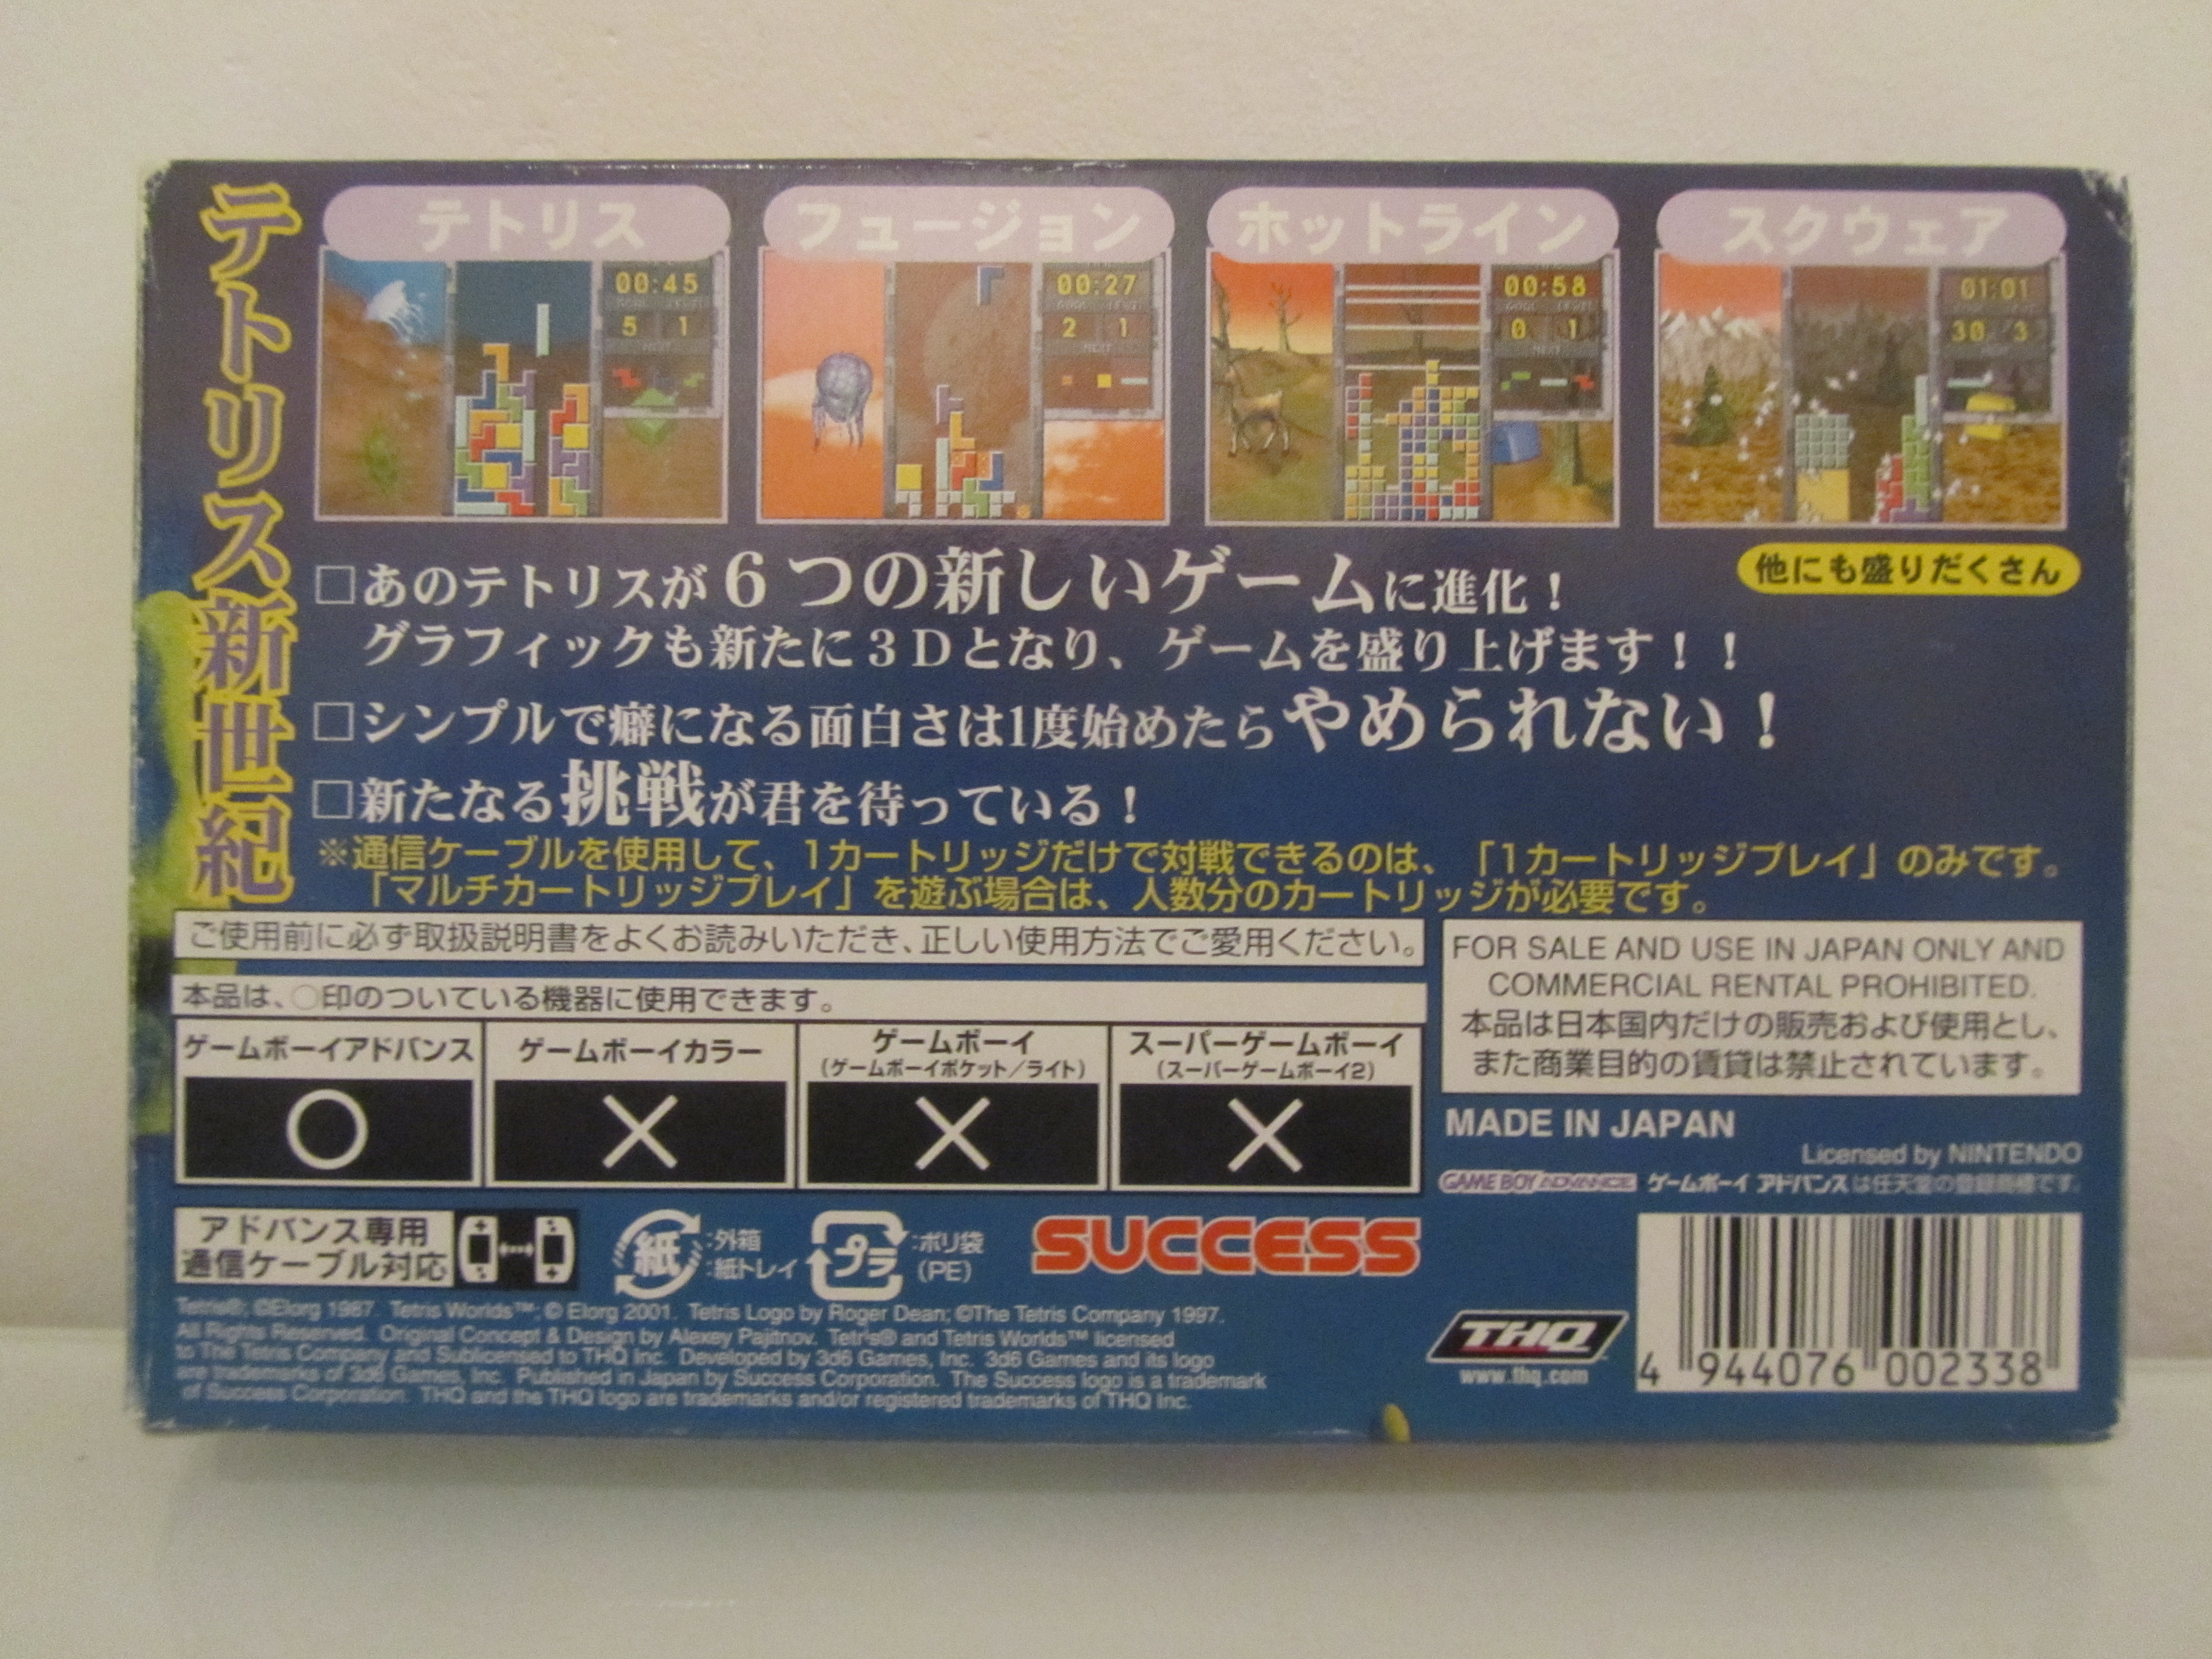 テトリス新世紀
テトリス
フュージョン
ホットライン
スクウェア
00:45
5 1
00:27
2 1
00:58
0 1
NEXT
01:01
30 3
他にも盛りだくさん
□あのテトリスが6つの新しいゲームに進化！
グラフィックも新たに3Dとなり、ゲームを盛り上げます！！
□シンプルで癖になる面白さは1度始めたらやめられない！
□新たなる挑戦が君を待っている！
※通信ケーブルを使用して、1カートリッジだけで対戦できるのは、「1カートリッジプレイ」のみです。
「マルチカートリッジプレイ」を遊ぶ場合は、人数分のカートリッジが必要です。
ご使用前に必ず取扱説明書をよくお読みいただき、正しい使用方法でご愛用ください。
本品は、○印のついている機器に使用できます。
ゲームボーイアドバンス
○
ゲームボーイカラー
×
ゲームボーイ
（ゲームボーイポケット／ライト）
×
スーパーゲームボーイ
（スーパーゲームボーイ2）
×
FOR SALE AND USE IN JAPAN ONLY AND
COMMERCIAL RENTAL PROHIBITED.
本品は日本国内だけの販売および使用とし、
また商業目的の賃貸は禁止されています。
MADE IN JAPAN
Licensed by NINTENDO
GAME BOY ADVANCE ゲームボーイ アドバンスは任天堂の登録商標です。
アドバンス専用
通信ケーブル対応
紙
:外箱
:紙トレイ
プラ
:ポリ袋
(PE)
SUCCESS
Tetris®; ©Elorg 1987. Tetris Worlds™; © Elorg 2001. Tetris Logo by Roger Dean; ©The Tetris Company 1997.
All Rights Reserved. Original Concept & Design by Alexey Pajitnov. Tetris® and Tetris Worlds™ licensed
to The Tetris Company and Sublicensed to THQ Inc. Developed by 3d6 Games, Inc. 3d6 Games and its logo
are trademarks of 3d6 Games, Inc. Published in Japan by Success Corporation. The Success logo is a trademark
of Success Corporation. THQ and the THQ logo are trademarks and/or registered trademarks of THQ Inc.
THQ
www.thq.com
4 944076 002338